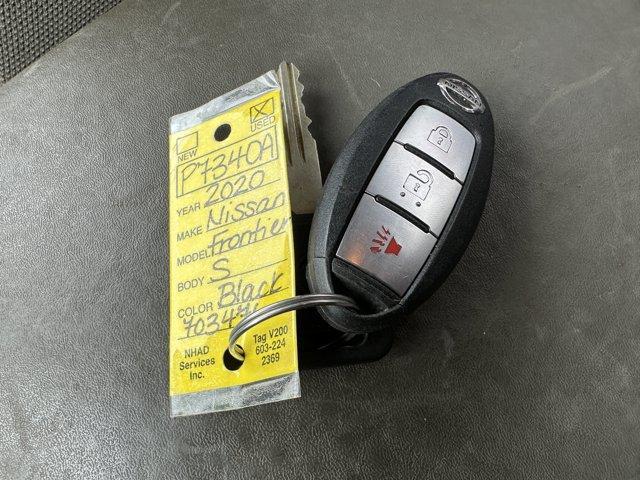 NEW
USED
P7340A
YEAR 2020
MAKE Nissan
MODEL Frontier
BODY S
COLOR Black
NHAD
Services
Inc.
Tag V200
603-224
2369